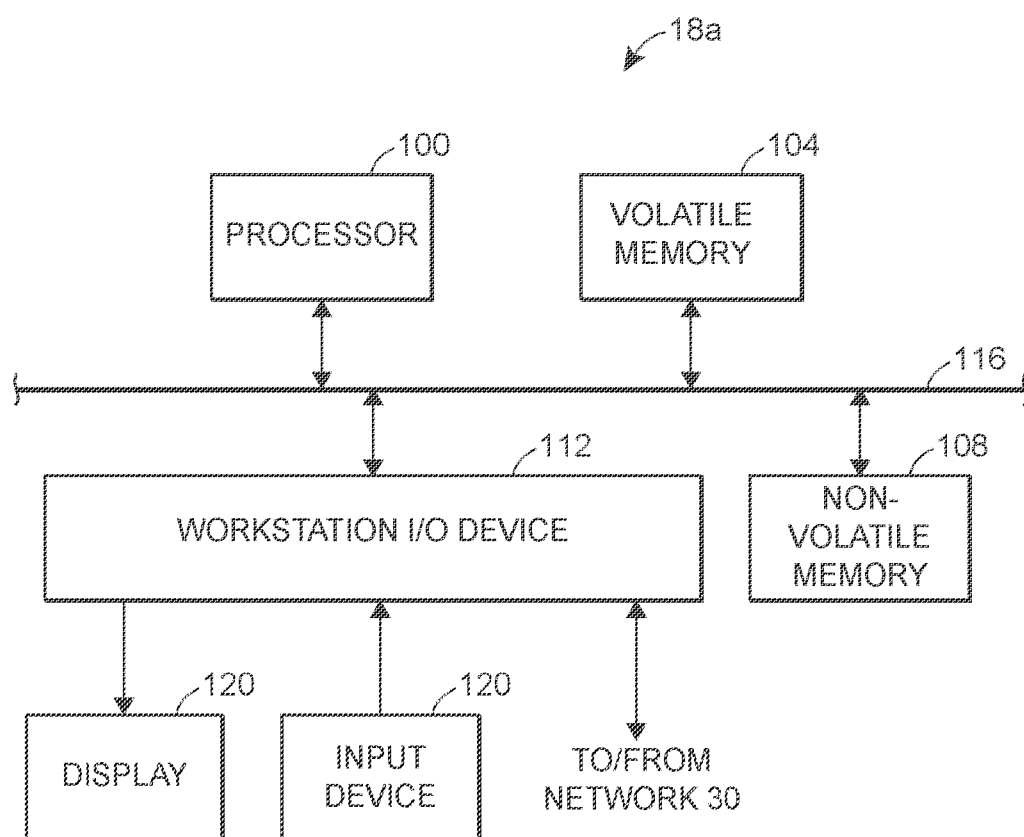 18a
100
104
PROCESSOR
VOLATILE
MEMORY
116
112
108
WORKSTATION I/O DEVICE
NON-
VOLATILE
MEMORY
120
120
DISPLAY
INPUT
DEVICE
TO/FROM
NETWORK 30